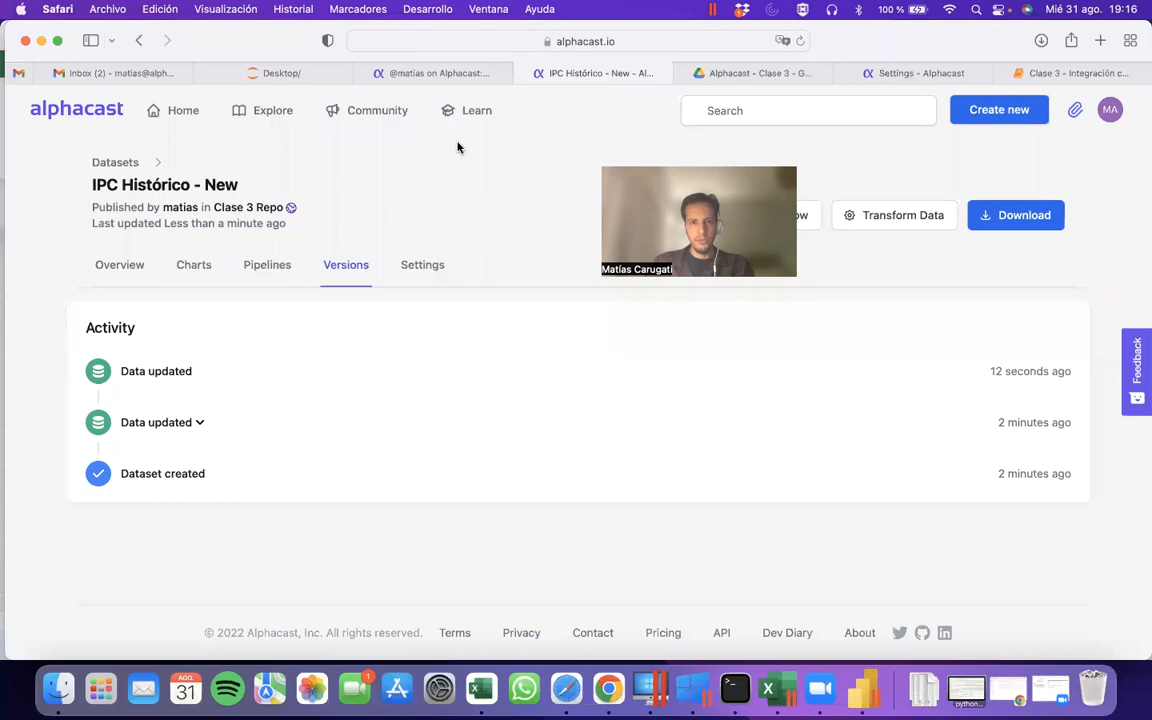 Safari Archivo Edición Visualización Historial Marcadores Desarrollo Ventana Ayuda 100 % Mié 31 ago. 19:16
alphacast.io
Inbox (2) - matias@alph... Desktop/ @matias on Alphacast:... IPC Histórico - New - Al... Alphacast - Clase 3 - G... Settings - Alphacast Clase 3 - Integración c...
alphacast Home Explore Community Learn Search Create new MA
Datasets
IPC Histórico - New
Published by matias in Clase 3 Repo
Last updated Less than a minute ago
ow Transform Data Download
Matías Carugati
Overview Charts Pipelines Versions Settings
Activity
Data updated 12 seconds ago
Data updated 2 minutes ago
Dataset created 2 minutes ago
Feedback
© 2022 Alphacast, Inc. All rights reserved. Terms Privacy Contact Pricing API Dev Diary About
AGO.
31
1
python...